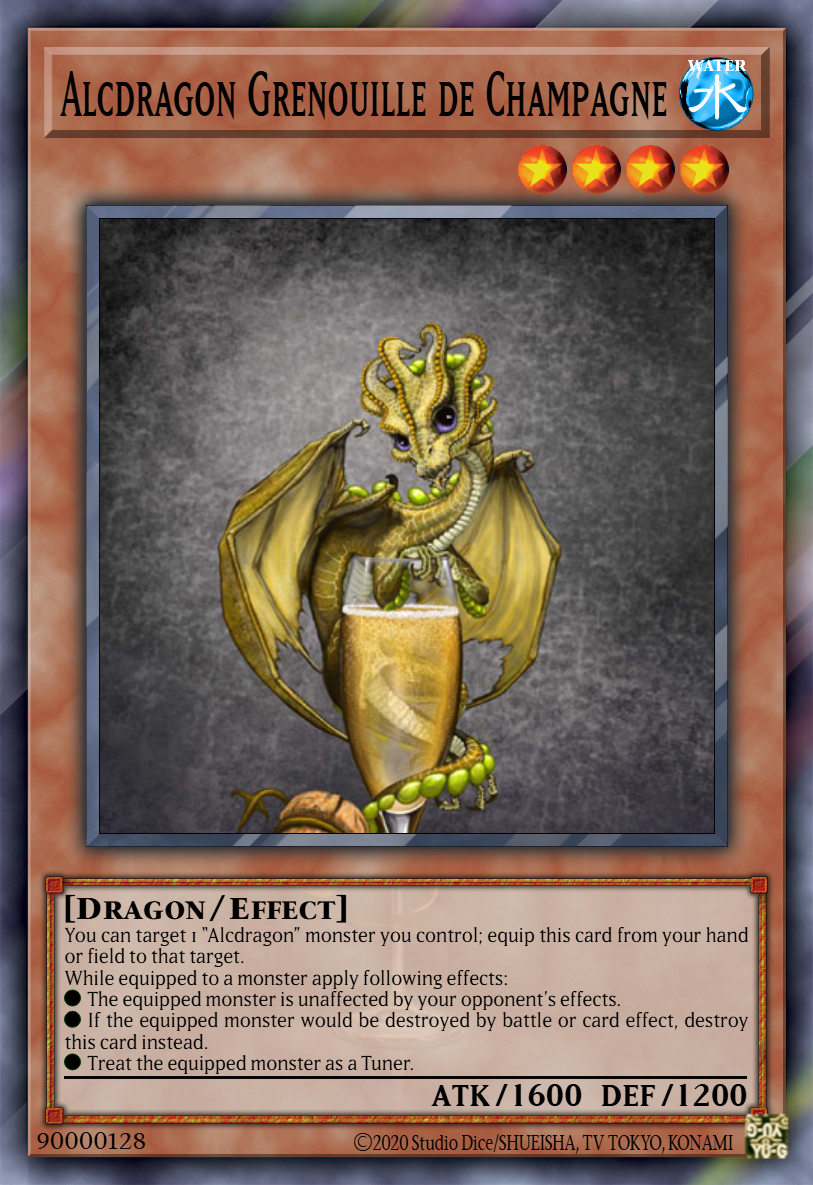 Alcdragon Grenouille de Champagne
WATER
水
[Dragon/Effect]
You can target 1 "Alcdragon" monster you control; equip this card from your hand
or field to that target.
While equipped to a monster apply following effects:
● The equipped monster is unaffected by your opponent's effects.
● If the equipped monster would be destroyed by battle or card effect, destroy
this card instead.
● Treat the equipped monster as a Tuner.
ATK/1600 DEF/1200
90000128
©2020 Studio Dice/SHUEISHA, TV TOKYO, KONAMI